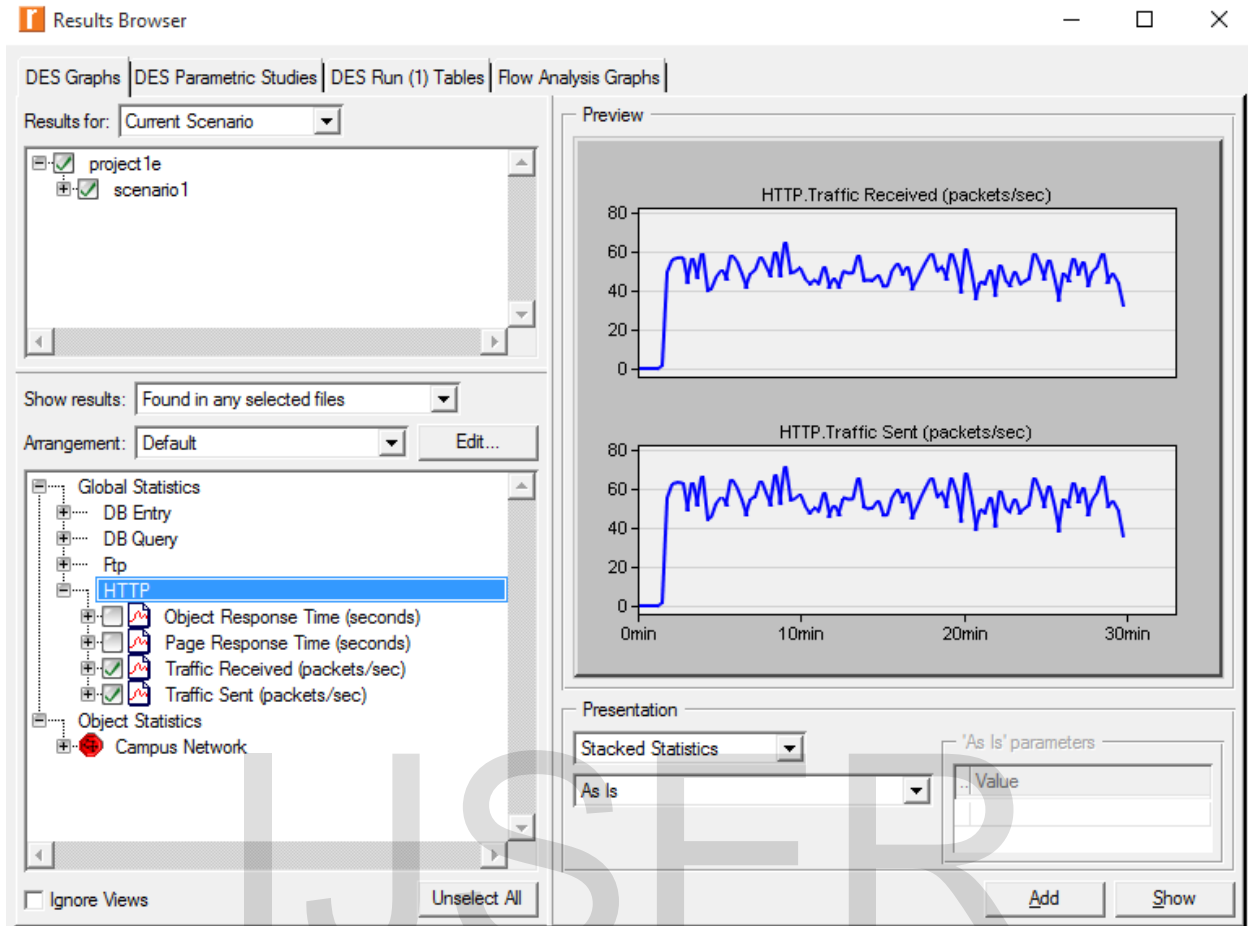 Results Browser
DES Graphs DES Parametric Studies DES Run (1) Tables Flow Analysis Graphs
Results for: Current Scenario
project1e
scenario1
Show results: Found in any selected files
Arrangement: Default Edit...
Global Statistics
DB Entry
DB Query
Ftp
HTTP
Object Response Time (seconds)
Page Response Time (seconds)
Traffic Received (packets/sec)
Traffic Sent (packets/sec)
Object Statistics
Campus Network
Ignore Views Unselect All
Preview
HTTP.Traffic Received (packets/sec)
80
60
40
20
0
HTTP.Traffic Sent (packets/sec)
80
60
40
20
0
0min 10min 20min 30min
Presentation
Stacked Statistics
As Is
'As Is' parameters
.. Value
Add Show
IJSER